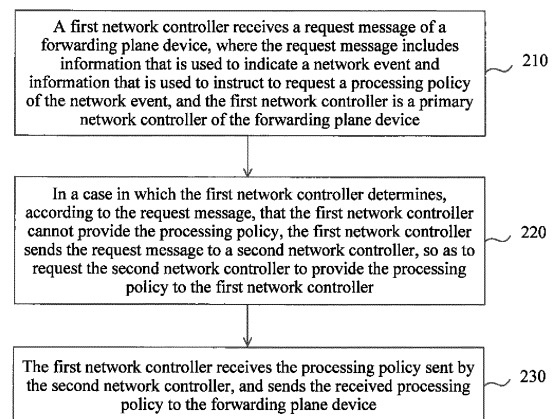 A first network controller receives a request message of a
forwarding plane device, where the request message includes
information that is used to indicate a network event and
information that is used to instruct to request a processing policy
of the network event, and the first network controller is a primary
network controller of the forwarding plane device
210
In a case in which the first network controller determines,
according to the request message, that the first network controller
cannot provide the processing policy, the first network controller
sends the request message to a second network controller, so as to
request the second network controller to provide the processing
policy to the first network controller
220
The first network controller receives the processing policy sent by
the second network controller, and sends the received processing
policy to the forwarding plane device
230